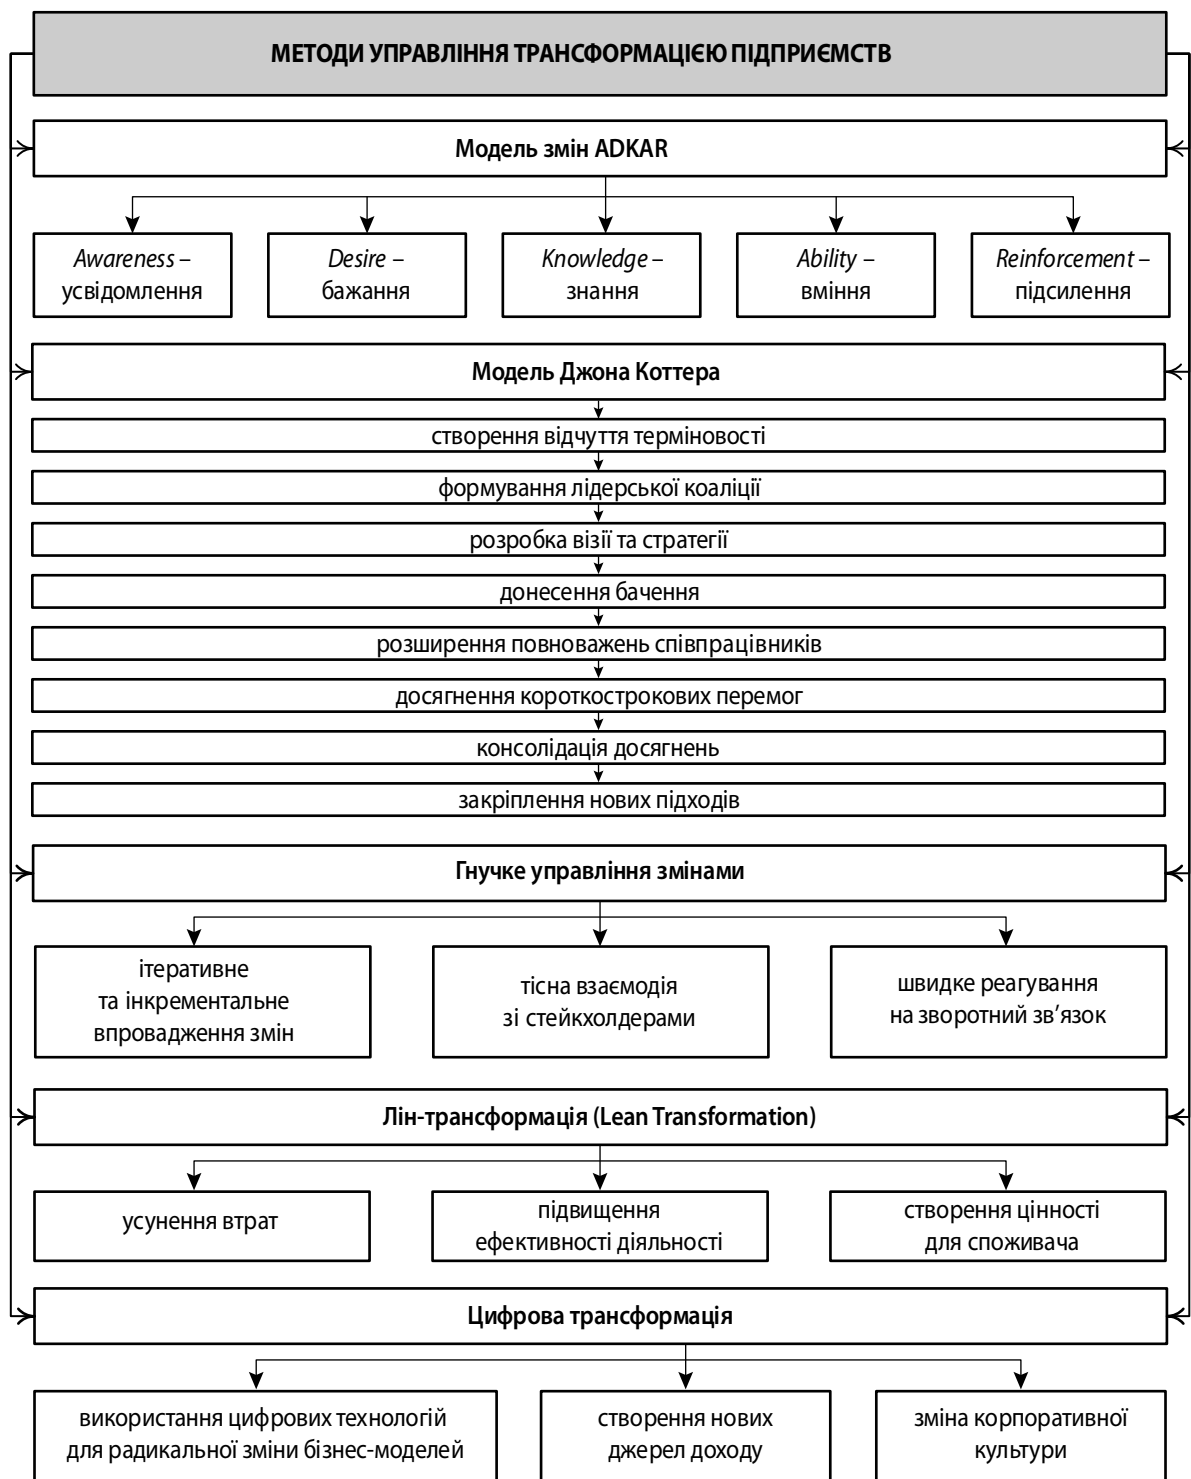 МЕТОДИ УПРАВЛІННЯ ТРАНСФОРМАЦІЄЮ ПІДПРИЄМСТВ
Модель змін ADKAR
Awareness –
усвідомлення
Desire –
бажання
Knowledge –
знання
Ability –
вміння
Reinforcement –
підсилення
Модель Джона Коттера
створення відчуття терміновості
формування лідерської коаліції
розробка візії та стратегії
донесення бачення
розширення повноважень співпрацівників
досягнення короткострокових перемог
консолідація досягнень
закріплення нових підходів
Гнучке управління змінами
ітеративне
та інкрементальне
впровадження змін
тісна взаємодія
зі стейкхолдерами
швидке реагування
на зворотний зв’язок
Лін-трансформація (Lean Transformation)
усунення втрат
підвищення
ефективності діяльності
створення цінності
для споживача
Цифрова трансформація
використання цифрових технологій
для радикальної зміни бізнес-моделей
створення нових
джерел доходу
зміна корпоративної
культури